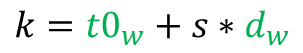 k = t0_w + s * d_w